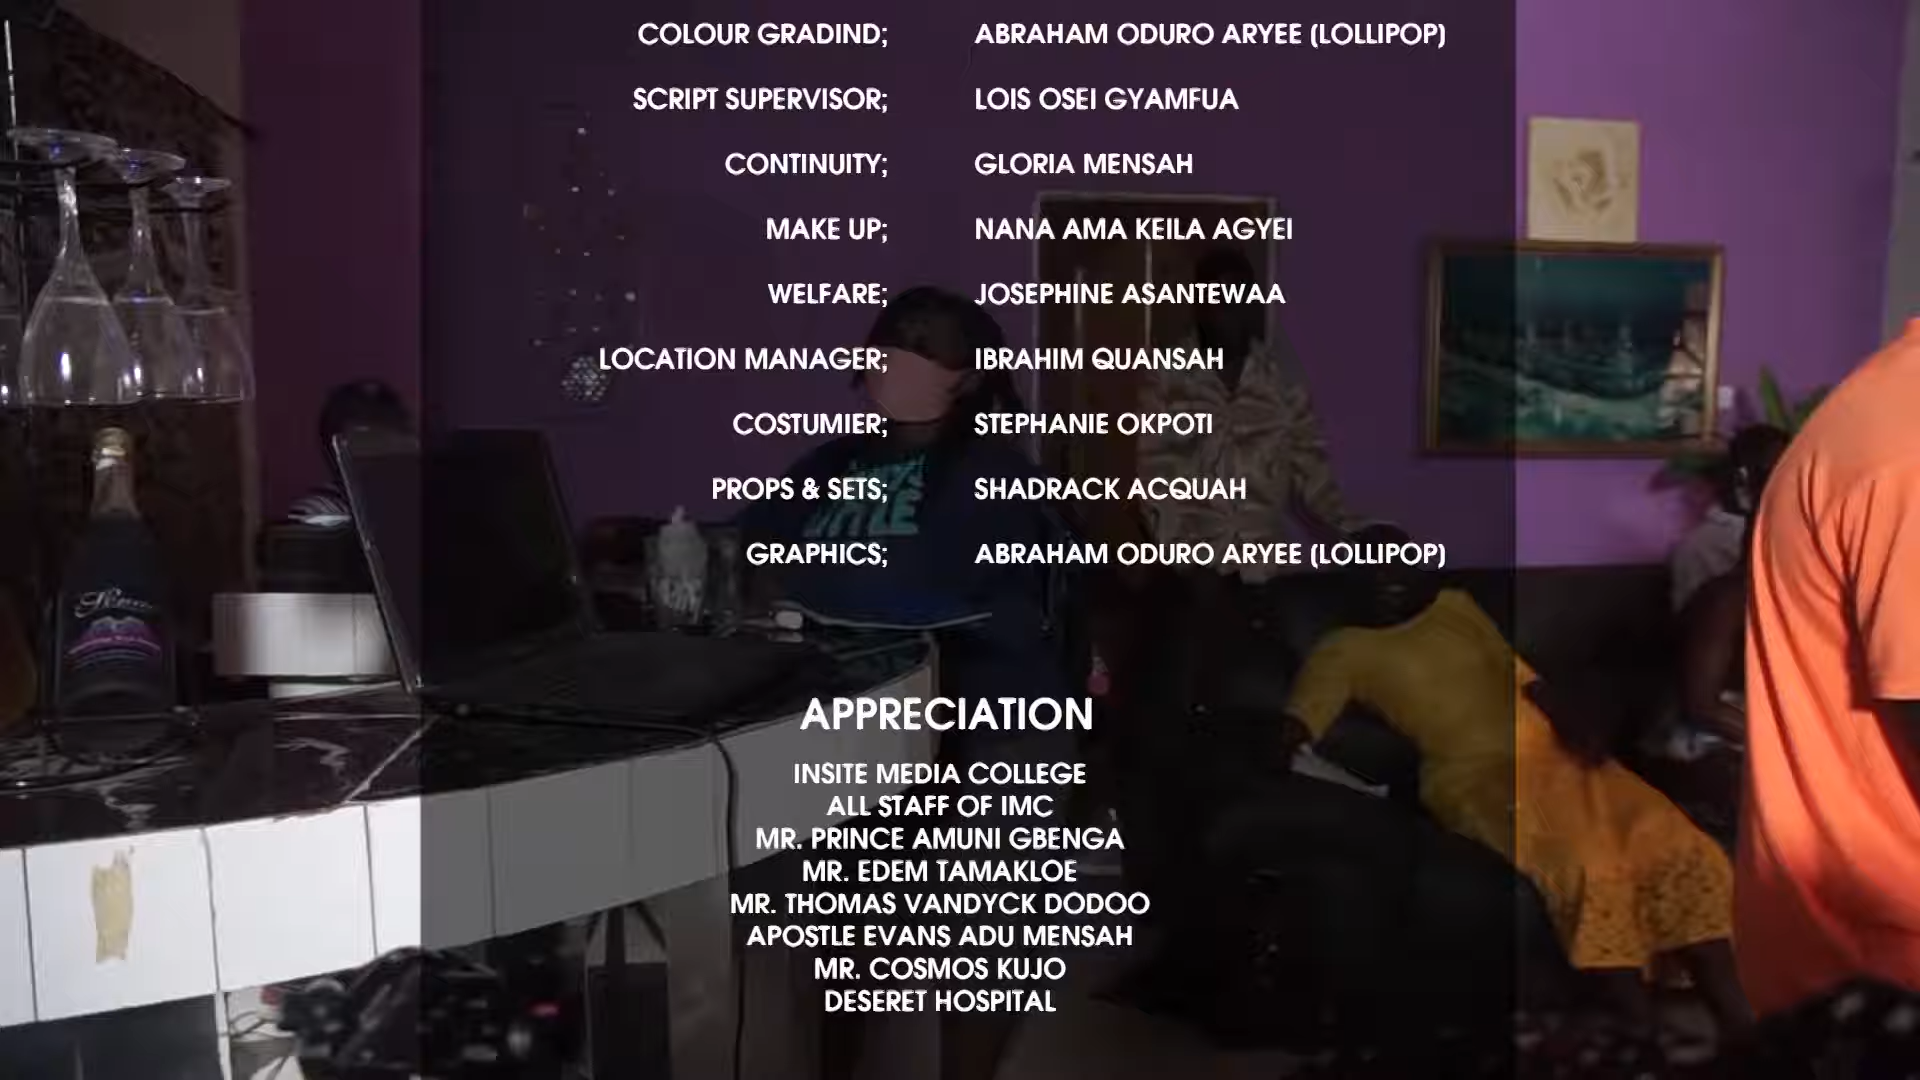 COLOUR GRADIND; ABRAHAM ODURO ARYEE (LOLLIPOP)
SCRIPT SUPERVISOR; LOIS OSEI GYAMFUA
CONTINUITY; GLORIA MENSAH
MAKE UP; NANA AMA KEILA AGYEI
WELFARE; JOSEPHINE ASANTEWAA
LOCATION MANAGER; IBRAHIM QUANSAH
COSTUMIER; STEPHANIE OKPOTI
PROPS & SETS; SHADRACK ACQUAH
GRAPHICS; ABRAHAM ODURO ARYEE (LOLLIPOP)
APPRECIATION
INSITE MEDIA COLLEGE
ALL STAFF OF IMC
MR. PRINCE AMUNI GBENGA
MR. EDEM TAMAKLOE
MR. THOMAS VANDYCK DODOO
APOSTLE EVANS ADU MENSAH
MR. COSMOS KUJO
DESERET HOSPITAL